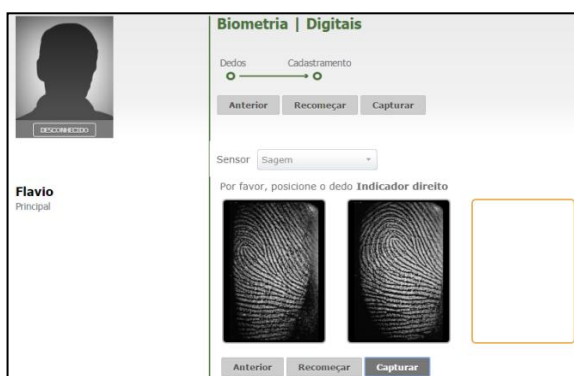 Biometria | Digitais
Dedos Cadastramento
Anterior Recomeçar Capturar
DESCONHECIDO
Sensor Sagem
Flavio
Principal
Por favor, posicione o dedo Indicador direito
Anterior Recomeçar Capturar